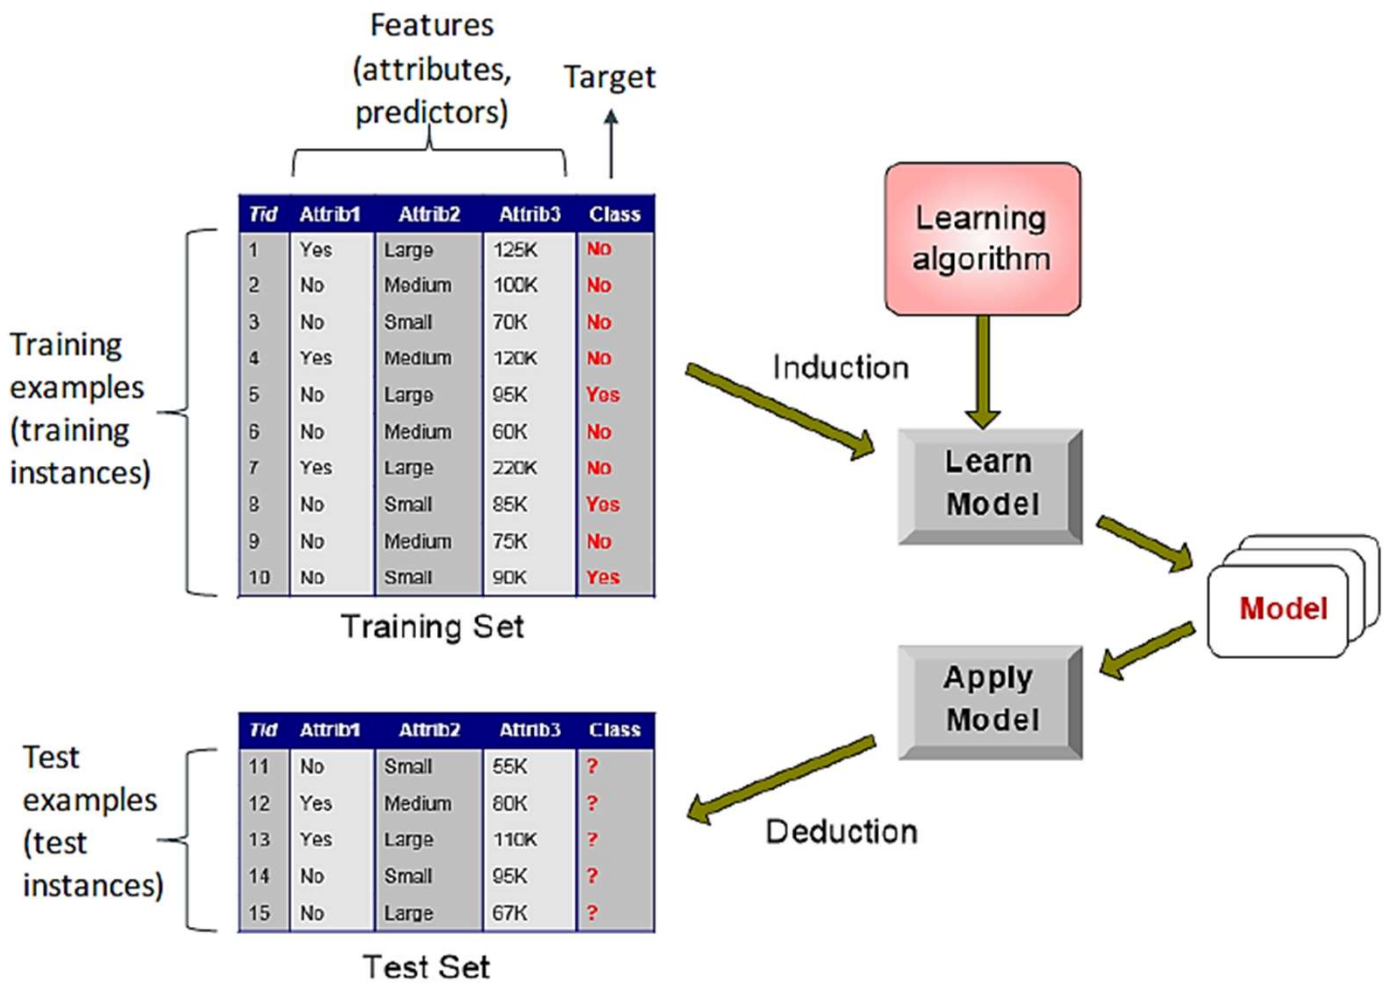 Features
(attributes,
predictors)
Target
Tid Attrib1 Attrib2 Attrib3 Class
1 Yes Large 125K No
2 No Medium 100K No
3 No Small 70K No
4 Yes Medium 120K No
5 No Large 95K Yes
6 No Medium 60K No
7 Yes Large 220K No
8 No Small 85K Yes
9 No Medium 75K No
10 No Small 90K Yes
Training
examples
(training
instances)
Training Set
Learning
algorithm
Induction
Learn
Model
Model
Apply
Model
Deduction
Tid Attrib1 Attrib2 Attrib3 Class
11 No Small 55K ?
12 Yes Medium 80K ?
13 Yes Large 110K ?
14 No Small 95K ?
15 No Large 67K ?
Test
examples
(test
instances)
Test Set